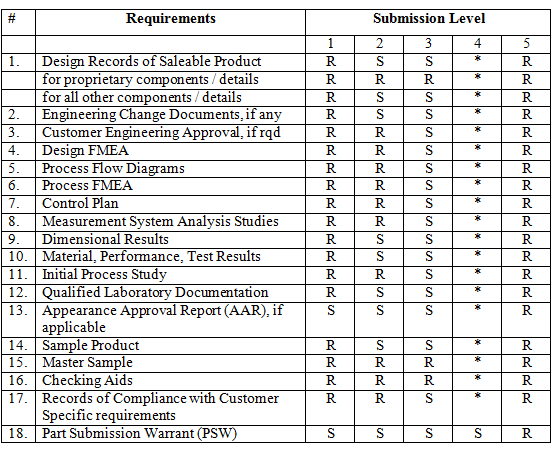 # Requirements Submission Level
1 2 3 4 5
1. Design Records of Saleable Product R S S * R
for proprietary components / details R R R * R
for all other components / details R S S * R
2. Engineering Change Documents, if any R S S * R
3. Customer Engineering Approval, if rqd R R S * R
4. Design FMEA R R S * R
5. Process Flow Diagrams R R S * R
6. Process FMEA R R S * R
7. Control Plan R R S * R
8. Measurement System Analysis Studies R R S * R
9. Dimensional Results R S S * R
10. Material, Performance, Test Results R S S * R
11. Initial Process Study R R S * R
12. Qualified Laboratory Documentation R S S * R
13. Appearance Approval Report (AAR), if S S S * R
applicable
14. Sample Product R S S * R
15. Master Sample R R R * R
16. Checking Aids R R R * R
17. Records of Compliance with Customer R R S * R
Specific requirements
18. Part Submission Warrant (PSW) S S S S R